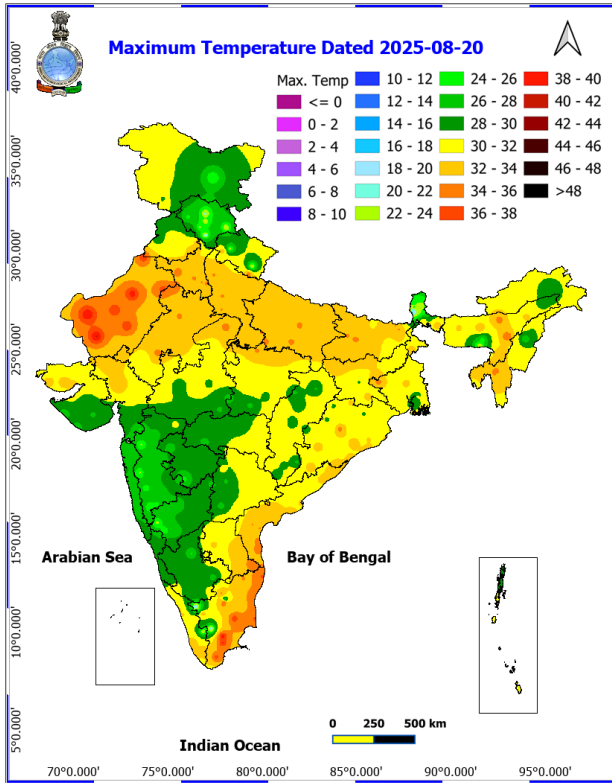 Maximum Temperature Dated 2025-08-20
Max. Temp
<= 0
0 - 2
2 - 4
4 - 6
6 - 8
8 - 10
10 - 12
12 - 14
14 - 16
16 - 18
18 - 20
20 - 22
22 - 24
24 - 26
26 - 28
28 - 30
30 - 32
32 - 34
34 - 36
36 - 38
38 - 40
40 - 42
42 - 44
44 - 46
46 - 48
>48
40°0.000'
35°0.000'
30°0.000'
25°0.000'
20°0.000'
15°0.000'
10°0.000'
5°0.000'
Arabian Sea
Bay of Bengal
Indian Ocean
0 250 500 km
70°0.000' 75°0.000' 80°0.000' 85°0.000' 90°0.000' 95°0.000'